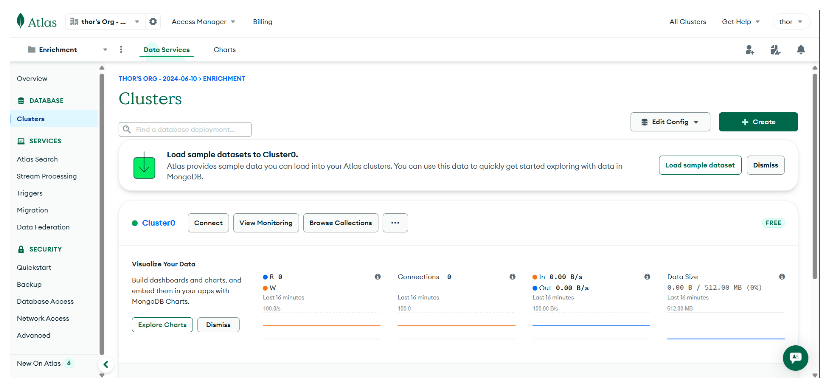 Atlas
thor's Org - ...
Access Manager
Billing
All Clusters
Get Help
thor
Enrichment
Data Services
Charts
Overview
DATABASE
Clusters
SERVICES
Atlas Search
Stream Processing
Triggers
Migration
Data Federation
SECURITY
Quickstart
Backup
Database Access
Network Access
Advanced
New On Atlas 4
THOR'S ORG - 2024-06-10 > ENRICHMENT
Clusters
Find a database deployment...
Edit Config
+ Create
Load sample datasets to Cluster0.
Atlas provides sample data you can load into your Atlas clusters. You can use this data to quickly get started exploring with data in
MongoDB.
Load sample dataset
Dismiss
Cluster0
Connect
View Monitoring
Browse Collections
...
FREE
Visualize Your Data
Build dashboards and charts, and
embed them in your apps with
MongoDB Charts.
Explore Charts
Dismiss
R 0
W
Last 16 minutes
100.0/s
Connections 0
Last 16 minutes
100.0
In 0.00 B/s
Out 0.00 B/s
Last 16 minutes
100.00 B/s
Data Size
0.00 B / 512.00 MB (0%)
Last 16 minutes
512.00 MB